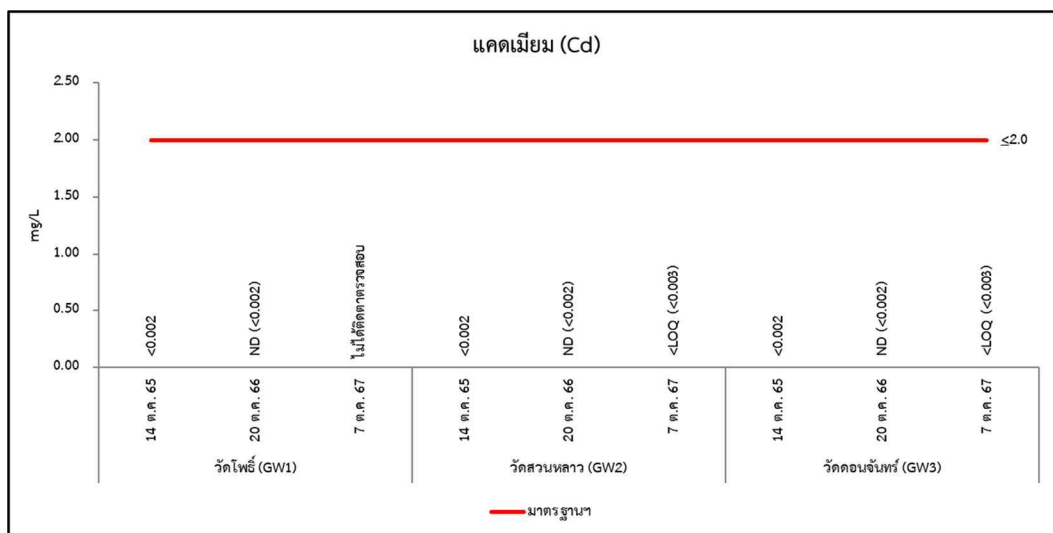 แคดเมียม (Cd)
2.50
2.00
1.50
1.00
0.50
0.00
mg/L
≤2.0
<0.002
ND (<0.002)
ไม่ได้ติดตาตรวจสอบ
<0.002
ND (<0.002)
<LOQ (<0.003)
<0.002
ND (<0.002)
<LOQ (<0.003)
14 ต.ค. 65
20 ต.ค. 66
7 ต.ค. 67
14 ต.ค. 65
20 ต.ค. 66
7 ต.ค. 67
14 ต.ค. 65
20 ต.ค. 66
7 ต.ค. 67
วัดโพธิ์ (GW1)
วัดสวนหลาว (GW2)
วัดดอนจันทร์ (GW3)
มาตรฐานฯ